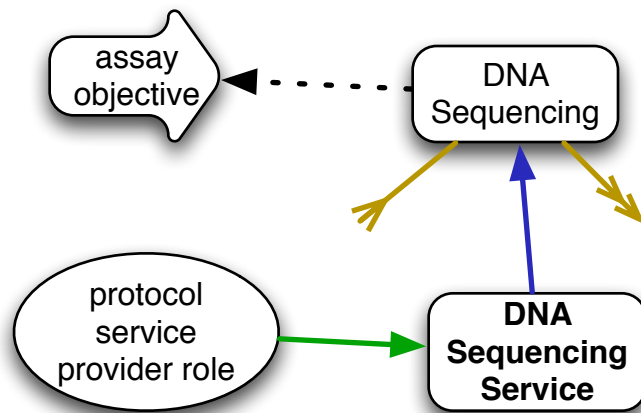 assay
objective
DNA
Sequencing
protocol
service
provider role
DNA
Sequencing
Service